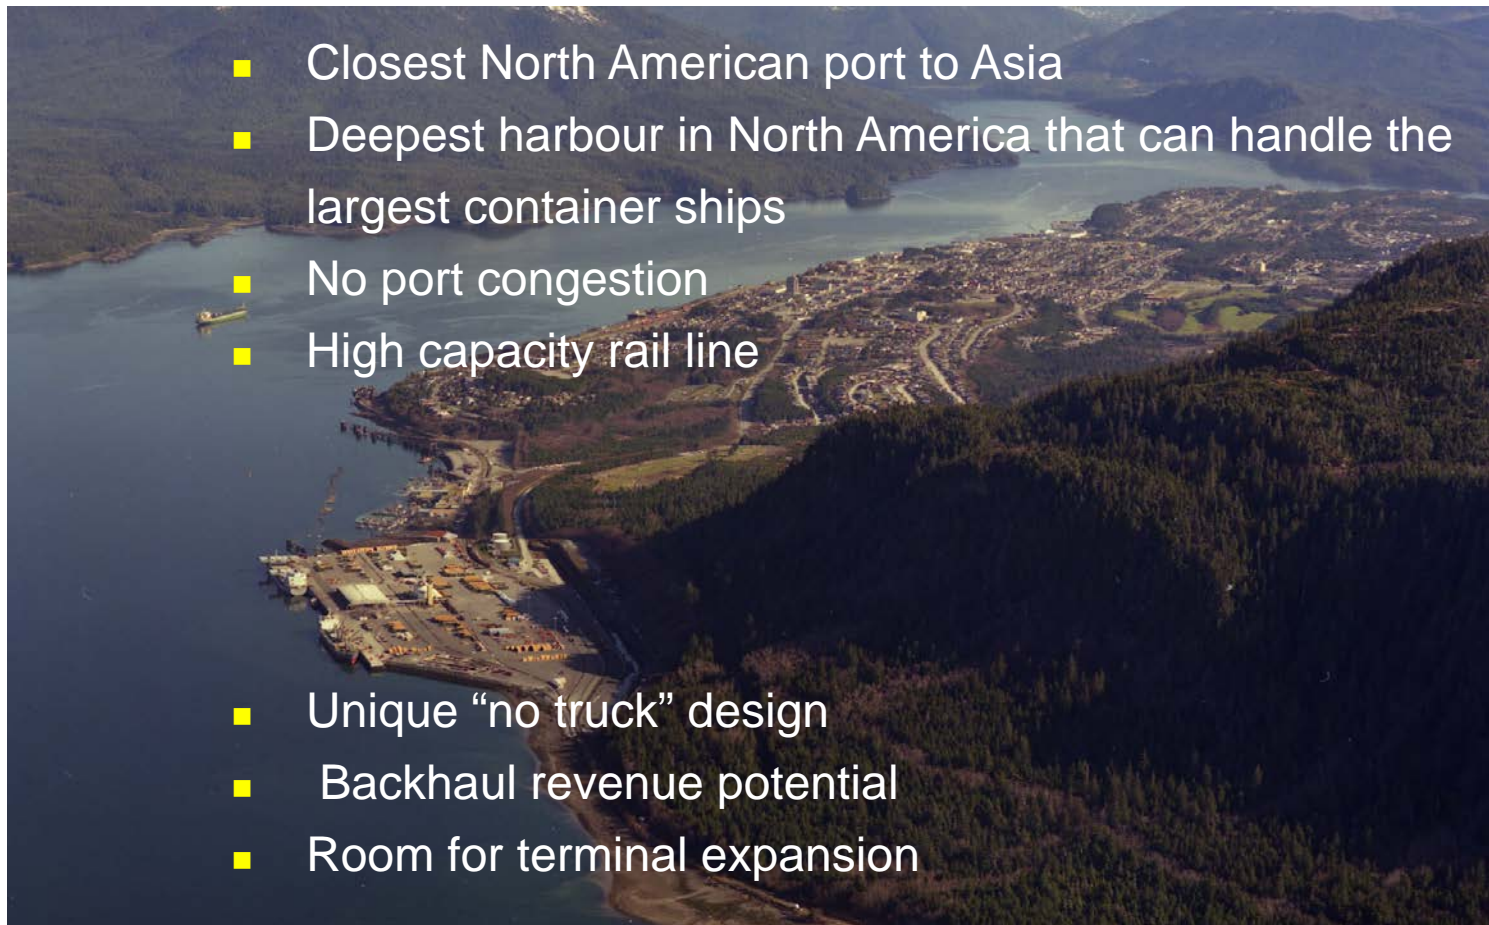 ■ Closest North American port to Asia
■ Deepest harbour in North America that can handle the
largest container ships
■ No port congestion
■ High capacity rail line
■ Unique “no truck” design
■ Backhaul revenue potential
■ Room for terminal expansion